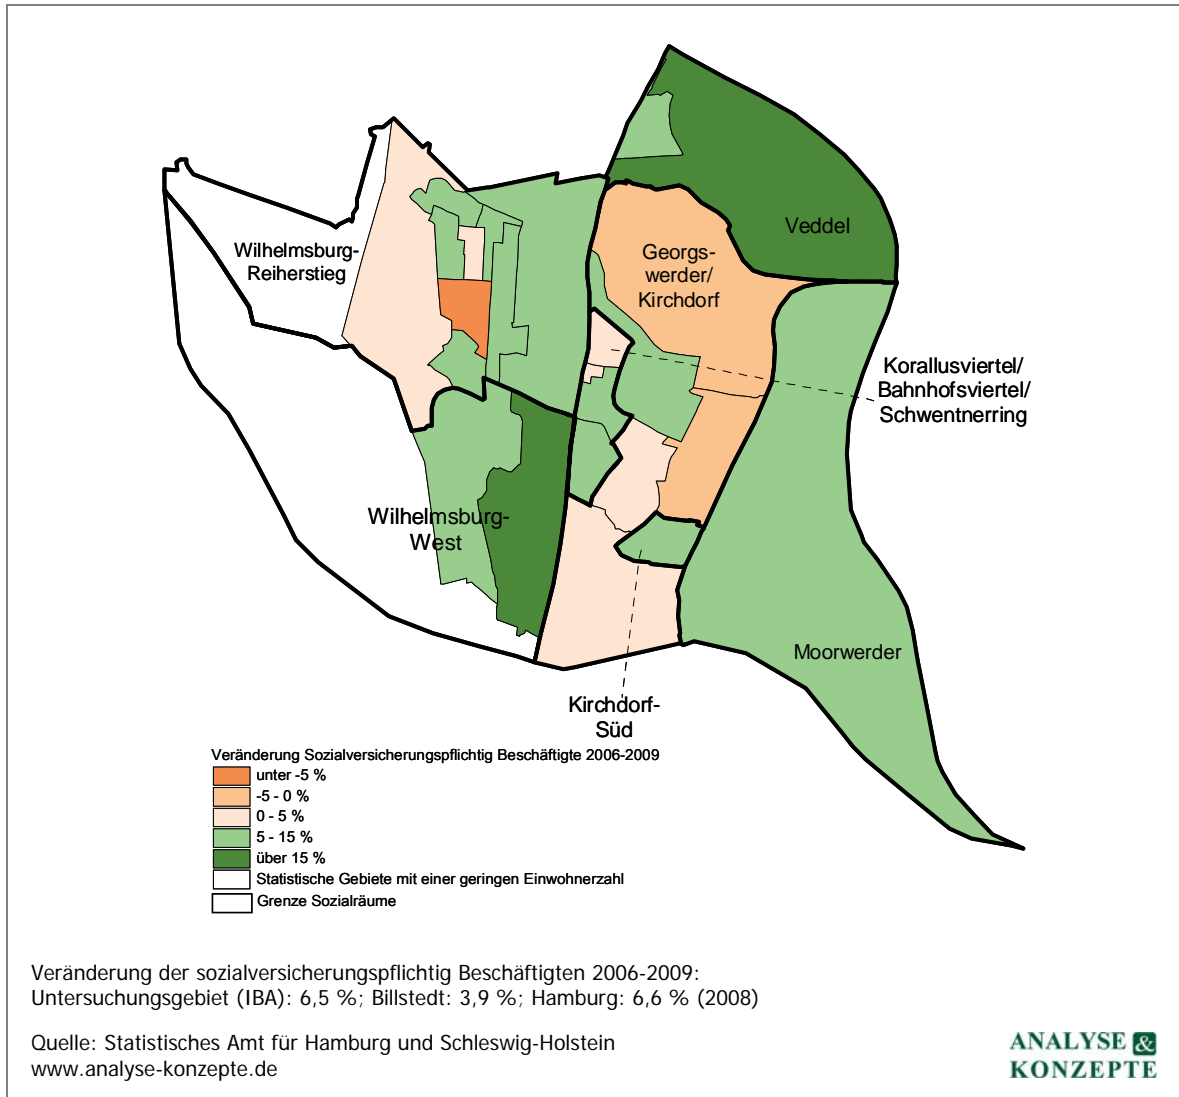 Veddel
Georgs-
werder/
Kirchdorf
Wilhelmsburg-
Reiherstieg
Korallusviertel/
Bahnhofsviertel/
Schwentnerring
Wilhelmsburg-
West
Moorwerder
Kirchdorf-
Süd
Veränderung Sozialversicherungspflichtig Beschäftigte 2006-2009
unter -5 %
-5 - 0 %
0 - 5 %
5 - 15 %
über 15 %
Statistische Gebiete mit einer geringen Einwohnerzahl
Grenze Sozialräume
Veränderung der sozialversicherungspflichtig Beschäftigten 2006-2009:
Untersuchungsgebiet (IBA): 6,5 %; Billstedt: 3,9 %; Hamburg: 6,6 % (2008)
Quelle: Statistisches Amt für Hamburg und Schleswig-Holstein
www.analyse-konzepte.de
ANALYSE &
KONZEPTE